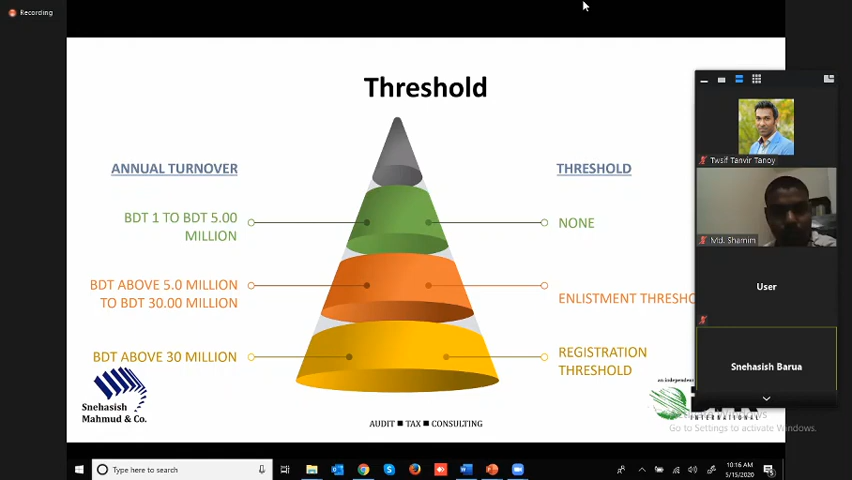 Recording
Threshold
ANNUAL TURNOVER
THRESHOLD
BDT 1 TO BDT 5.00
MILLION
NONE
BDT ABOVE 5.0 MILLION
TO BDT 30.00 MILLION
ENLISTMENT THRESHO
BDT ABOVE 30 MILLION
REGISTRATION
THRESHOLD
Snehasish
Mahmud & Co.
AUDIT ■ TAX ■ CONSULTING
an independent
INTERNATIONAL
Go to Settings to activate Windows.
Twsif Tanvir Tanoy
Md. Shamim
User
Snehasish Barua
Type here to search
10:16 AM
5/15/2020